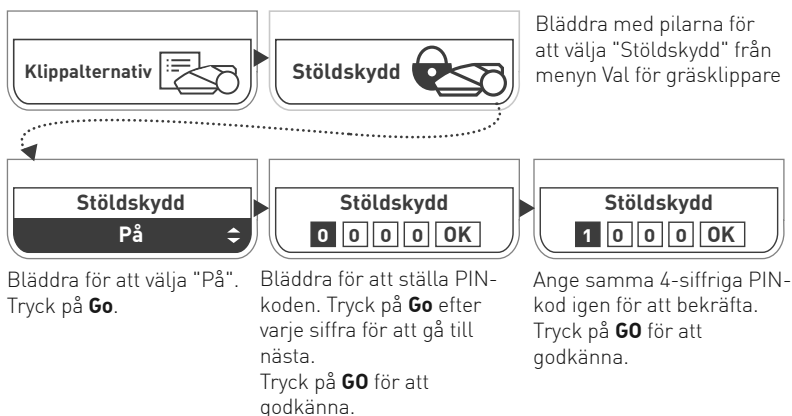 Klippalternativ
Stöldskydd
Bläddra med pilarna för
att välja "Stöldskydd" från
menyn Val för gräsklippare
Stöldskydd
På
Bläddra för att välja "På".
Tryck på Go.
Stöldskydd
0 0 0 0 OK
Bläddra för att ställa PIN-
koden. Tryck på Go efter
varje siffra för att gå till
nästa.
Tryck på GO för att
godkänna.
Stöldskydd
1 0 0 0 OK
Ange samma 4-siffriga PIN-
kod igen för att bekräfta.
Tryck på GO för att
godkänna.